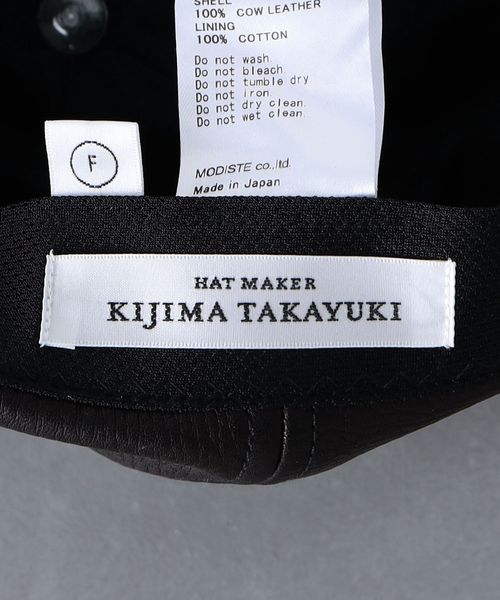 SHELL
100% COW LEATHER
LINING
100% COTTON
Do not wash.
Do not bleach.
Do not tumble dry
Do not iron.
Do not dry clean.
Do not wet clean.
MODISTE co.,ltd.
Made in Japan
F
HAT MAKER
KIJIMA TAKAYUKI